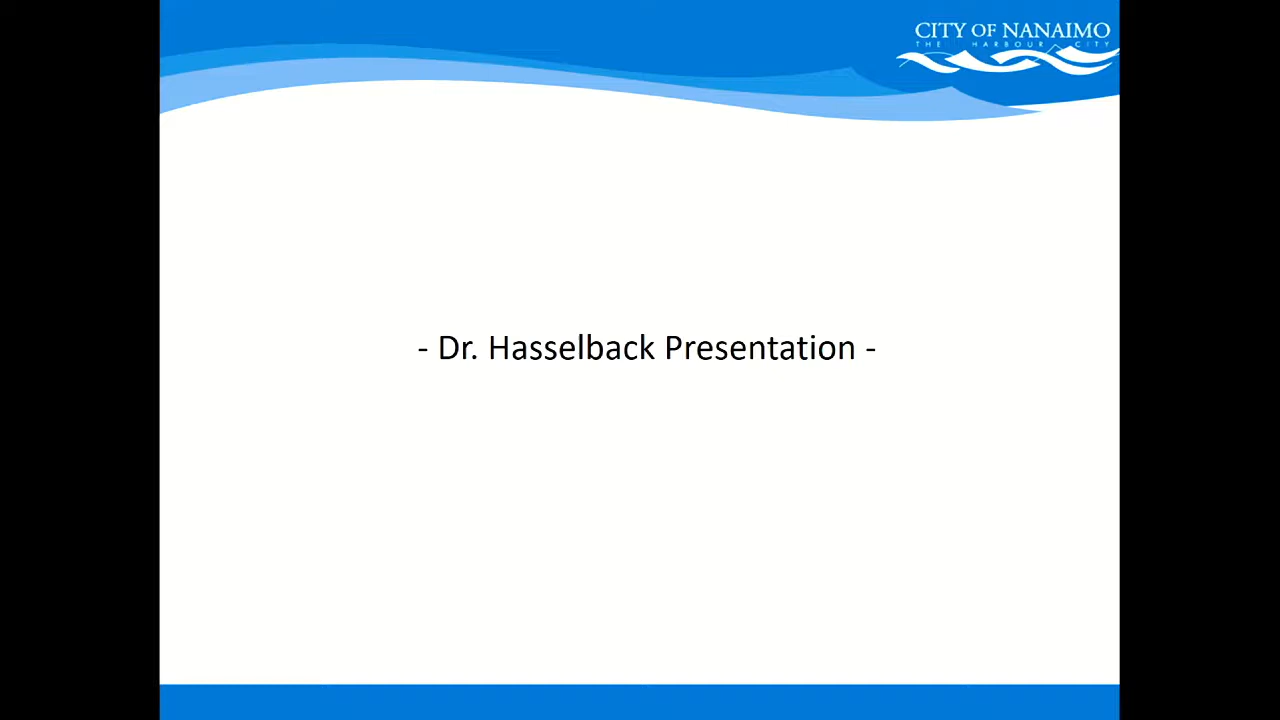 CITY OF NANAIMO
THE HARBOUR CITY
- Dr. Hasselback Presentation -